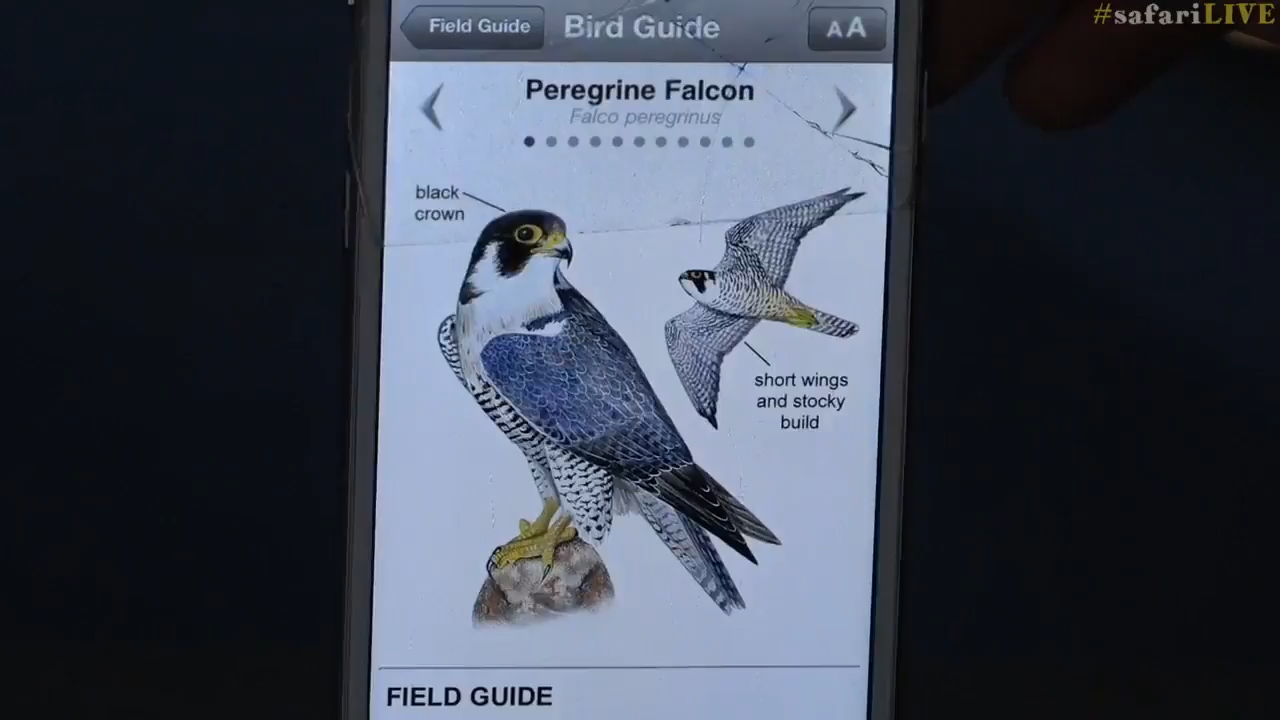 #safariLIVE
Field Guide
Bird Guide
AA
Peregrine Falcon
Falco peregrinus
black
crown
short wings
and stocky
build
FIELD GUIDE